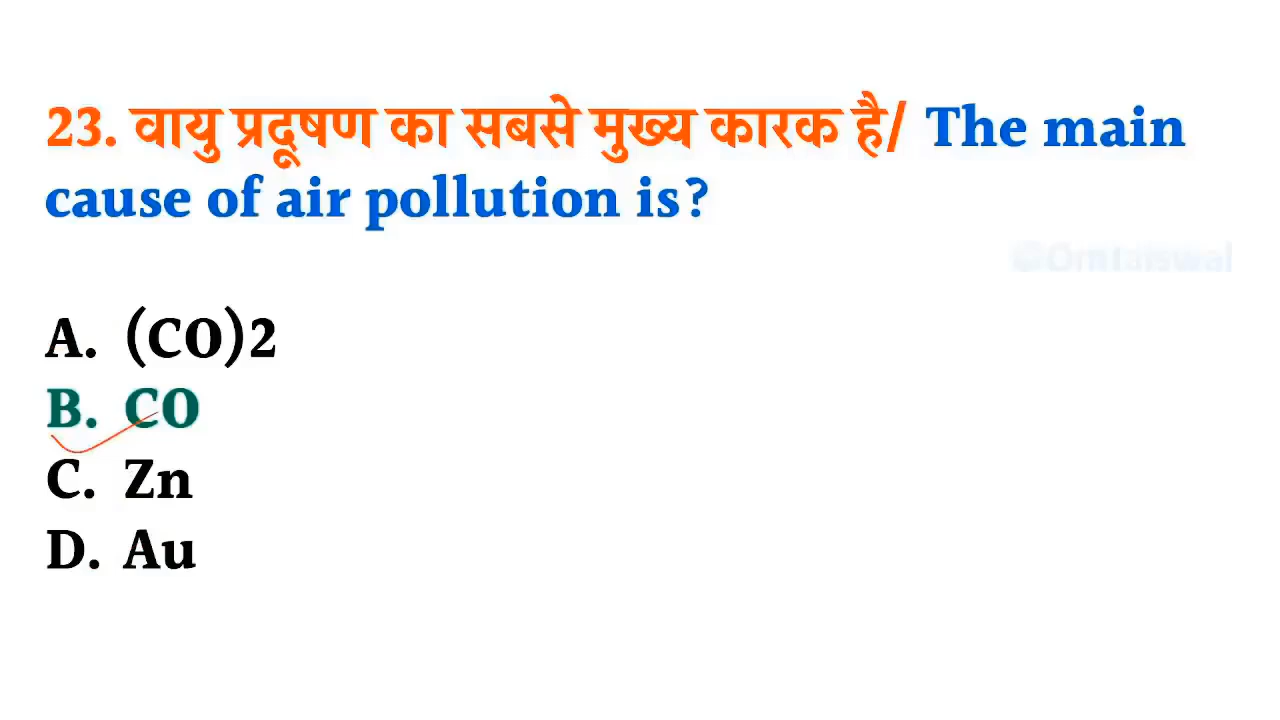 23. वायु प्रदूषण का सबसे मुख्य कारक है/ The main
cause of air pollution is?
A. (CO)2
B. CO
C. Zn
D. Au